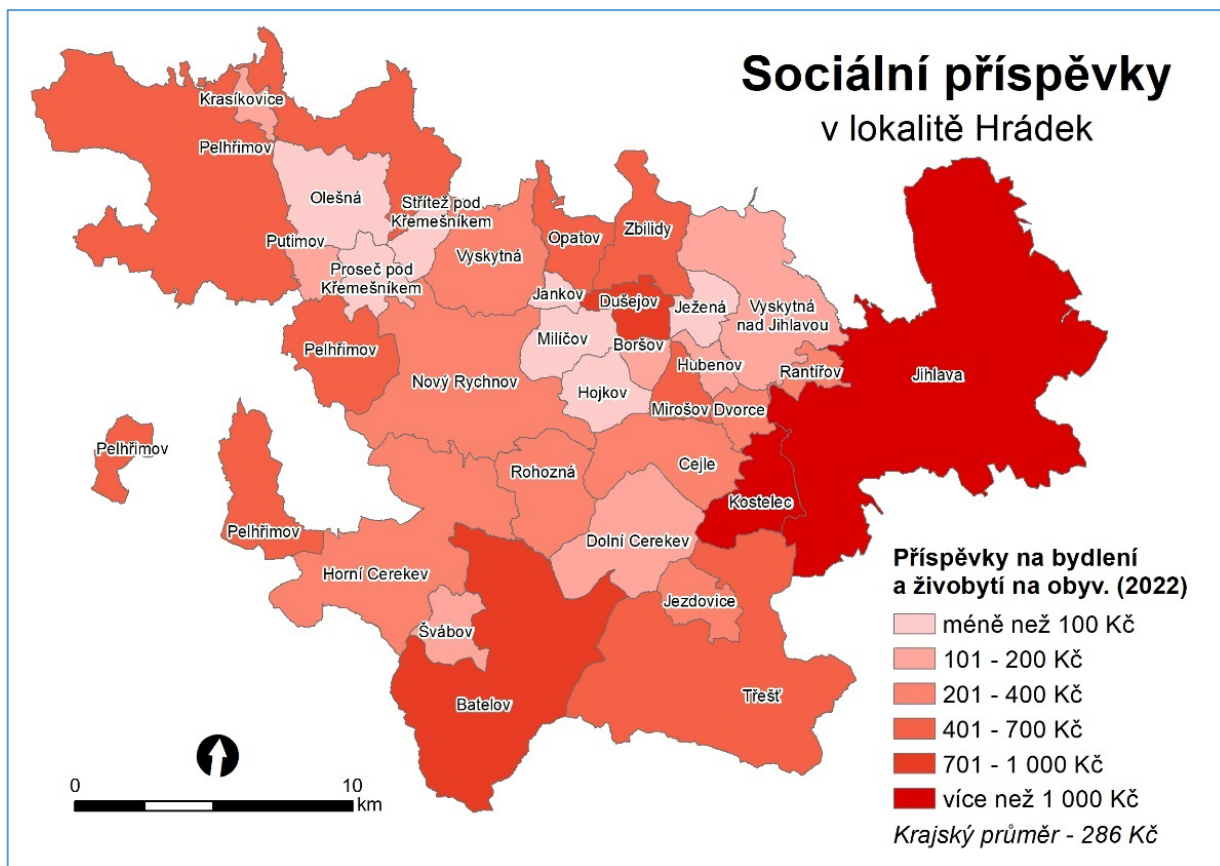 Sociální příspěvky
v lokalitě Hrádek
Krasíkovice
Pelhřimov
Olešná
Střítež pod
Křemešníkem
Putimov
Vyskytná
Opatov
Zbilidy
Proseč pod
Křemešníkem
Jankov
Dušejov
Ježená
Vyskytná
nad Jihlavou
Pelhřimov
Milíčov
Boršov
Hubenov
Rantířov
Jihlava
Nový Rychnov
Hojkov
Mirošov
Dvorce
Pelhřimov
Rohozná
Cejle
Kostelec
Pelhřimov
Dolní Cerekev
Horní Cerekev
Jezdovice
Švábov
Třešť
Batelov
Příspěvky na bydlení
a živobytí na obyv. (2022)
méně než 100 Kč
101 - 200 Kč
201 - 400 Kč
401 - 700 Kč
701 - 1 000 Kč
více než 1 000 Kč
Krajský průměr - 286 Kč
0 10
km